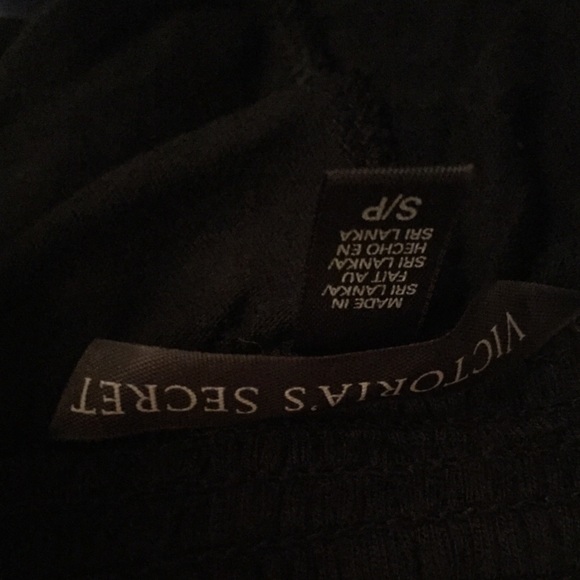 VICTORIA'S SECRET
MADE IN
SRI LANKA/
FAIT AU
SRI LANKA/
HECHO EN
SRI LANKA
S/P